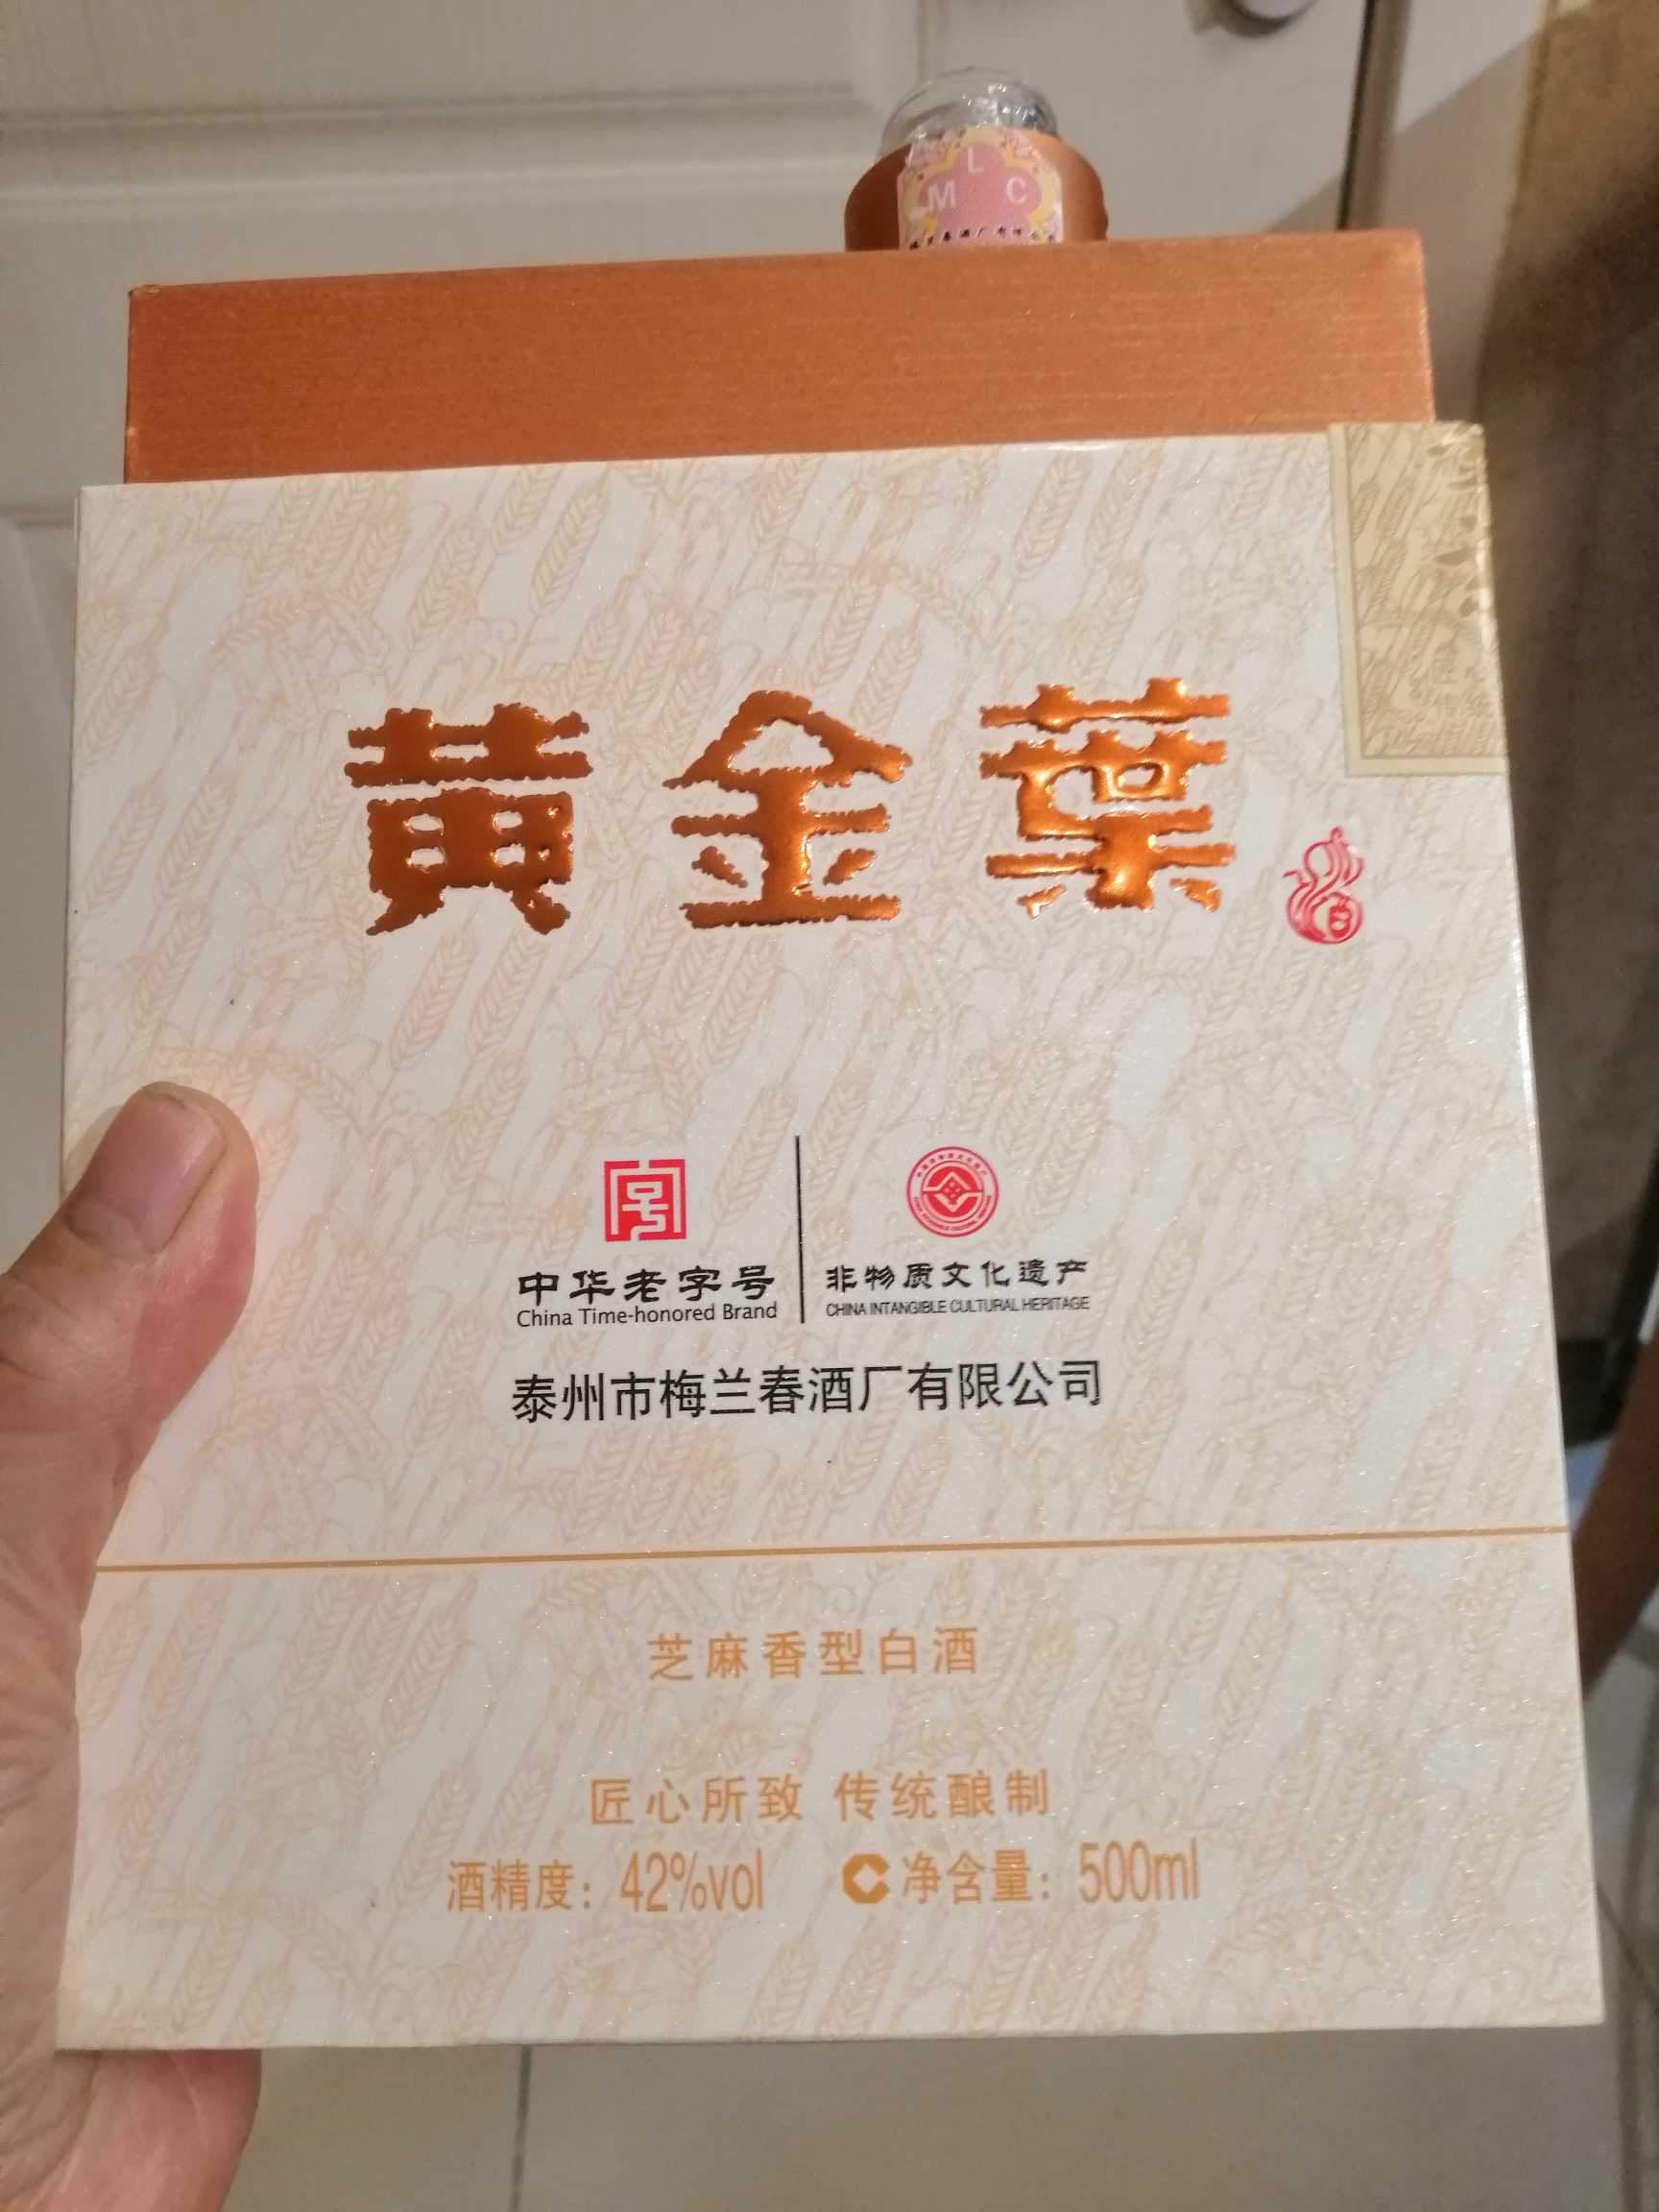 MLC
黄金葉
中华老字号
China Time-honored Brand
非物质文化遗产
CHINA INTANGIBLE CULTURAL HERITAGE
泰州市梅兰春酒厂有限公司
芝麻香型白酒
匠心所致 传统酿制
酒精度：42%vol
C 净含量：500ml